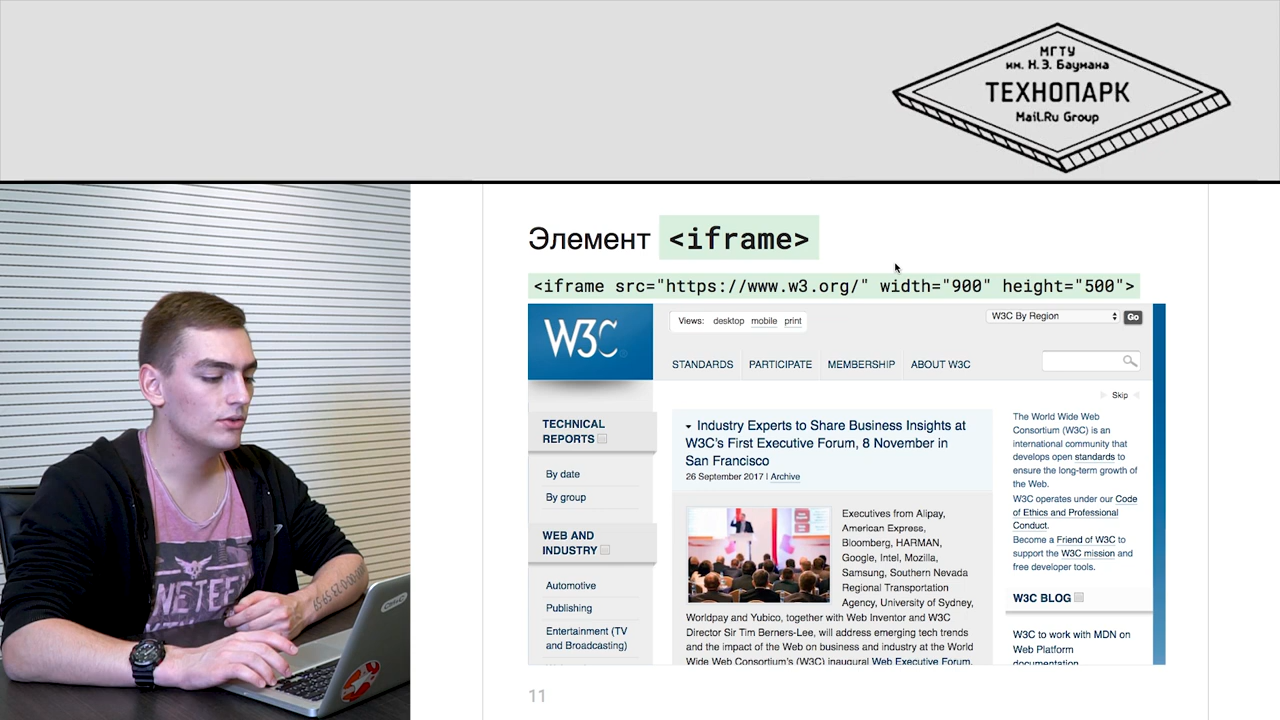 МГТУ
им. Н.Э. Баумана
ТЕХНОПАРК
Mail.Ru Group
Элемент <iframe>
<iframe src="https://www.w3.org/" width="900" height="500">
W3C
Views: desktop mobile print
W3C By Region
Go
STANDARDS PARTICIPATE MEMBERSHIP ABOUT W3C
Skip
TECHNICAL
REPORTS
By date
By group
WEB AND
INDUSTRY
Automotive
Publishing
Entertainment (TV
and Broadcasting)
Industry Experts to Share Business Insights at
W3C's First Executive Forum, 8 November in
San Francisco
26 September 2017 | Archive
Executives from Alipay,
American Express,
Bloomberg, HARMAN,
Google, Intel, Mozilla,
Samsung, Southern Nevada
Regional Transportation
Agency, University of Sydney,
Worldpay and Yubico, together with Web Inventor and W3C
Director Sir Tim Berners-Lee, will address emerging tech trends
and the impact of the Web on business and industry at the World
Wide Web Consortium's (W3C) inaugural Web Executive Forum.
The World Wide Web
Consortium (W3C) is an
international community that
develops open standards to
ensure the long-term growth of
the Web.
W3C operates under our Code
of Ethics and Professional
Conduct.
Become a Friend of W3C to
support the W3C mission and
free developer tools.
W3C BLOG
W3C to work with MDN on
Web Platform
documentation
11